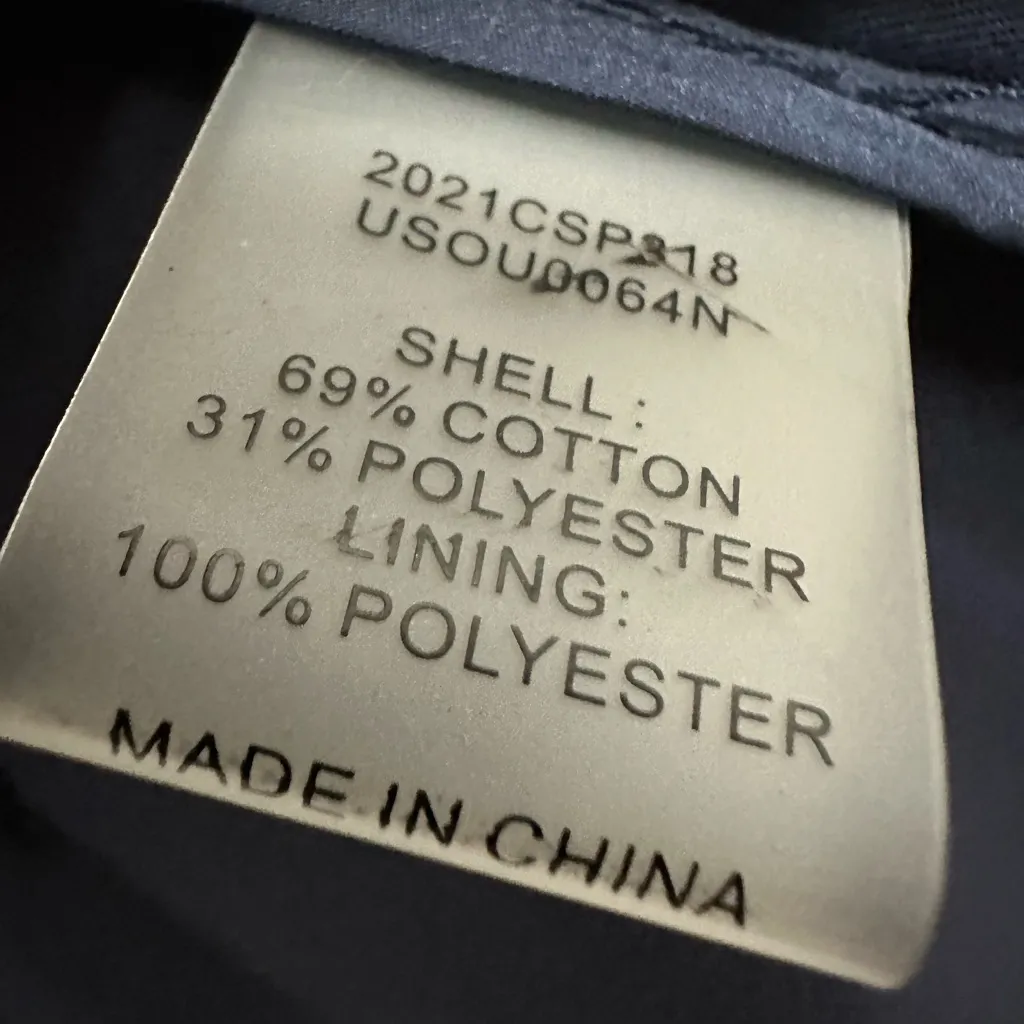 2021CSP318
USOU0064N
SHELL :
69% COTTON
31% POLYESTER
LINING:
100% POLYESTER
MADE IN CHINA